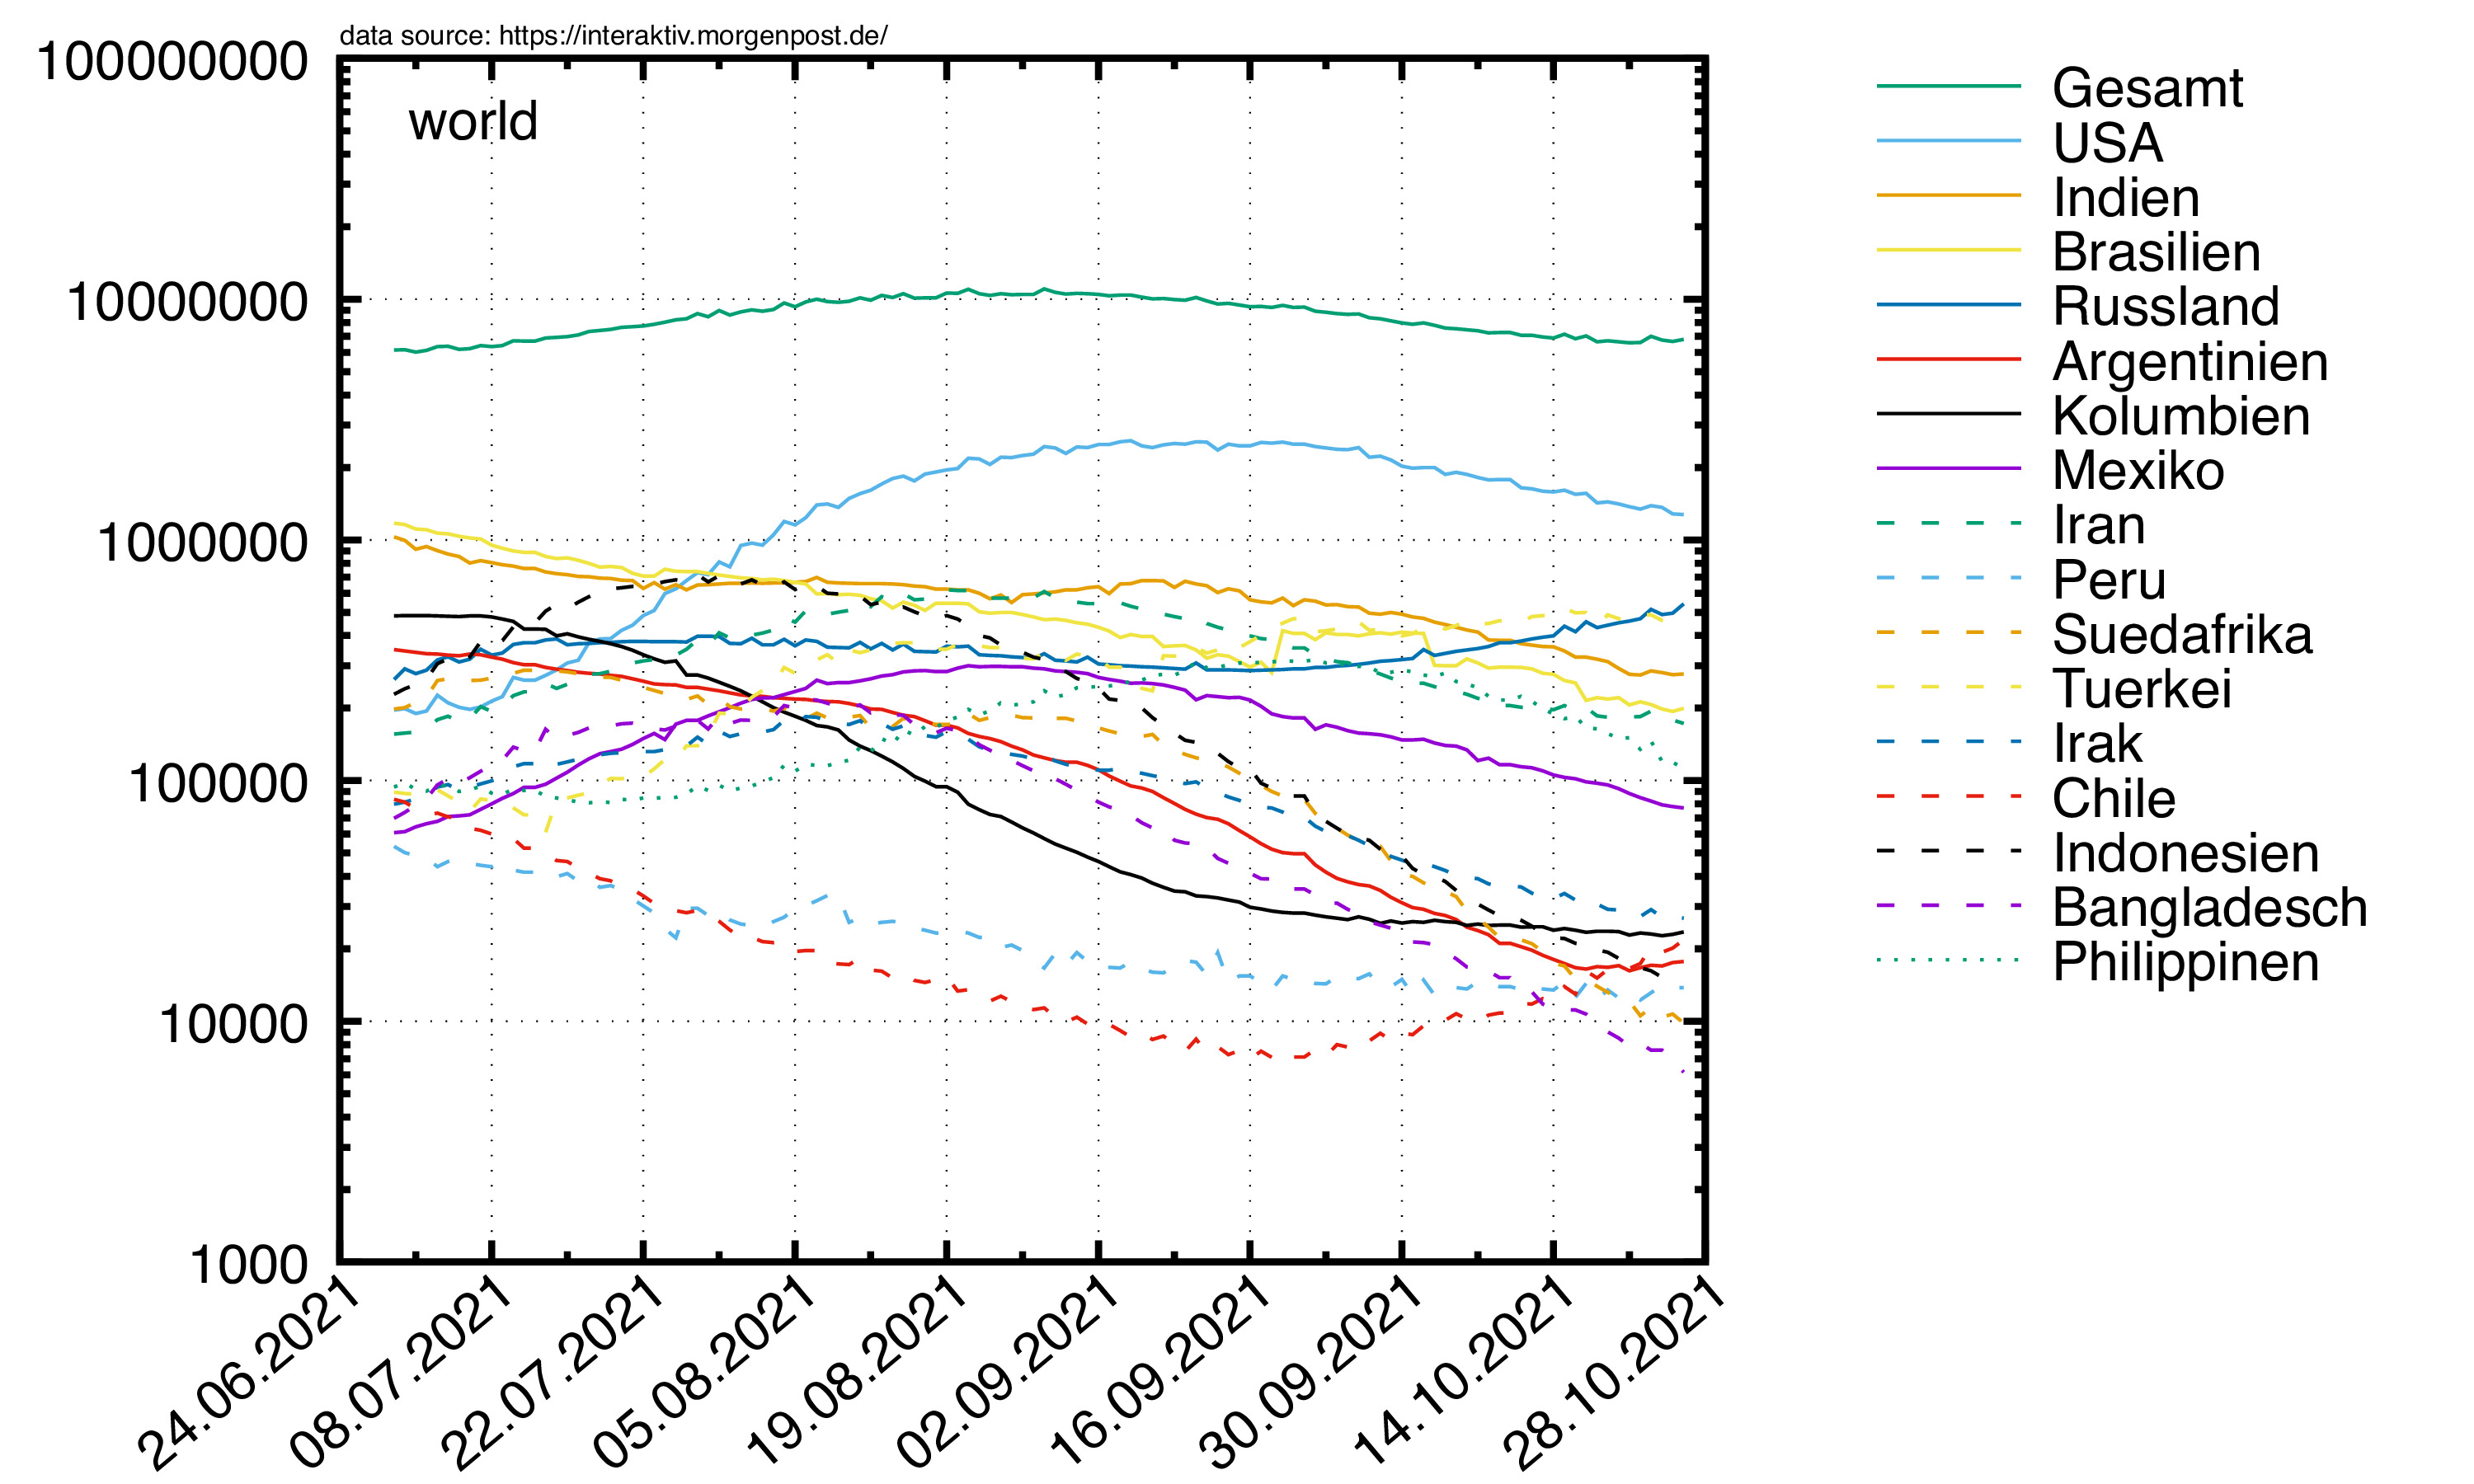 data source: https://interaktiv.morgenpost.de/
world
100000000
10000000
1000000
100000
10000
1000
24.06.2021
08.07.2021
22.07.2021
05.08.2021
19.08.2021
02.09.2021
16.09.2021
30.09.2021
14.10.2021
28.10.2021
Gesamt
USA
Indien
Brasilien
Russland
Argentinien
Kolumbien
Mexiko
Iran
Peru
Suedafrika
Tuerkei
Irak
Chile
Indonesien
Bangladesch
Philippinen